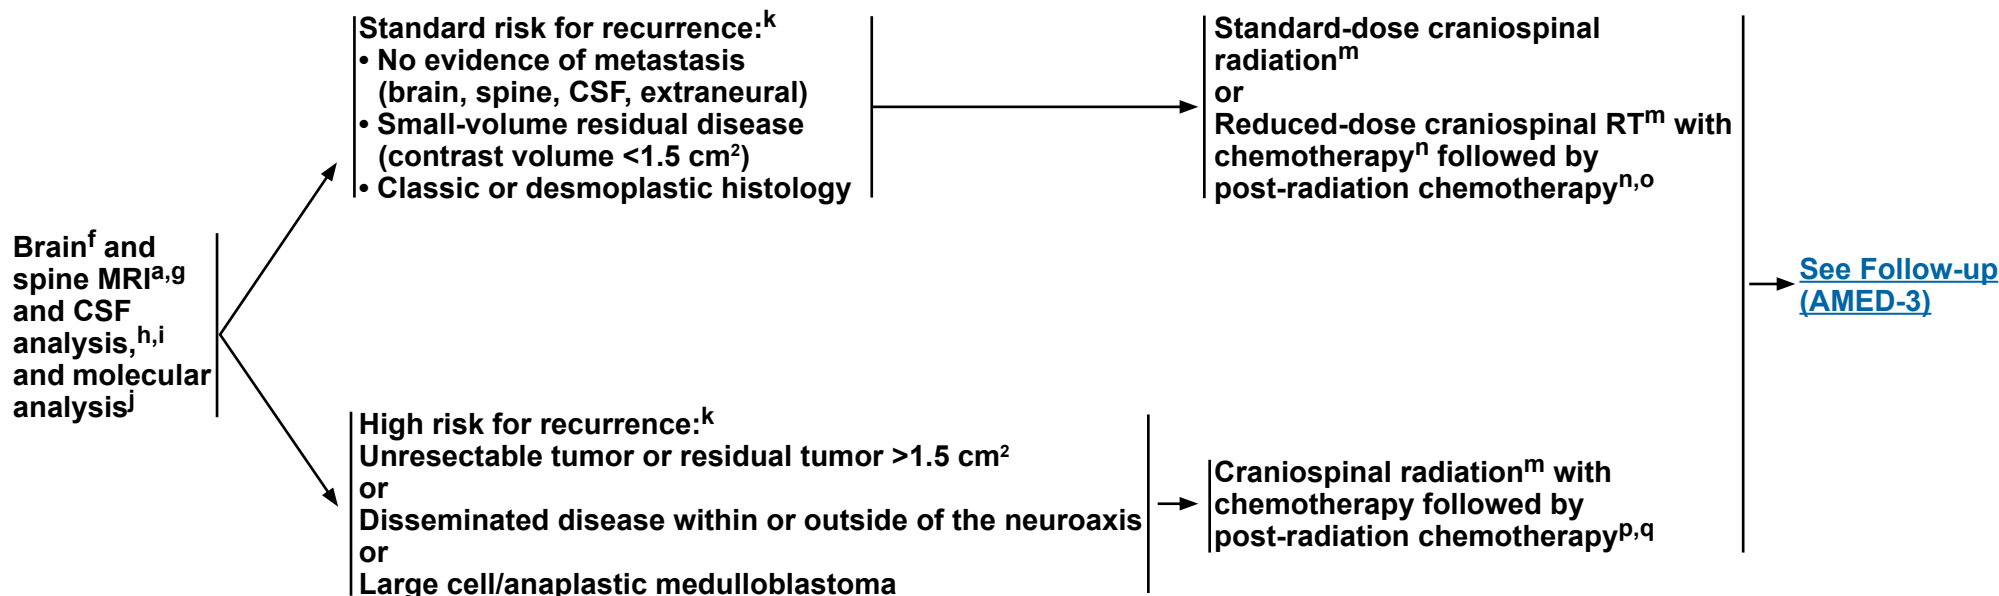 Brainᶠ and
spine MRIᵃ,ᵍ
and CSF
analysis,ʰ,ⁱ
and molecular
analysisʲ
Standard risk for recurrence:ᵏ
• No evidence of metastasis
(brain, spine, CSF, extraneural)
• Small-volume residual disease
(contrast volume <1.5 cm²)
• Classic or desmoplastic histology
Standard-dose craniospinal
radiationᵐ
or
Reduced-dose craniospinal RTᵐ with
chemotherapyⁿ followed by
post-radiation chemotherapyⁿ,ᵒ
High risk for recurrence:ᵏ
Unresectable tumor or residual tumor >1.5 cm²
or
Disseminated disease within or outside of the neuroaxis
or
Large cell/anaplastic medulloblastoma
Craniospinal radiationᵐ with
chemotherapy followed by
post-radiation chemotherapyᵖ,𐞥
See Follow-up
(AMED-3)